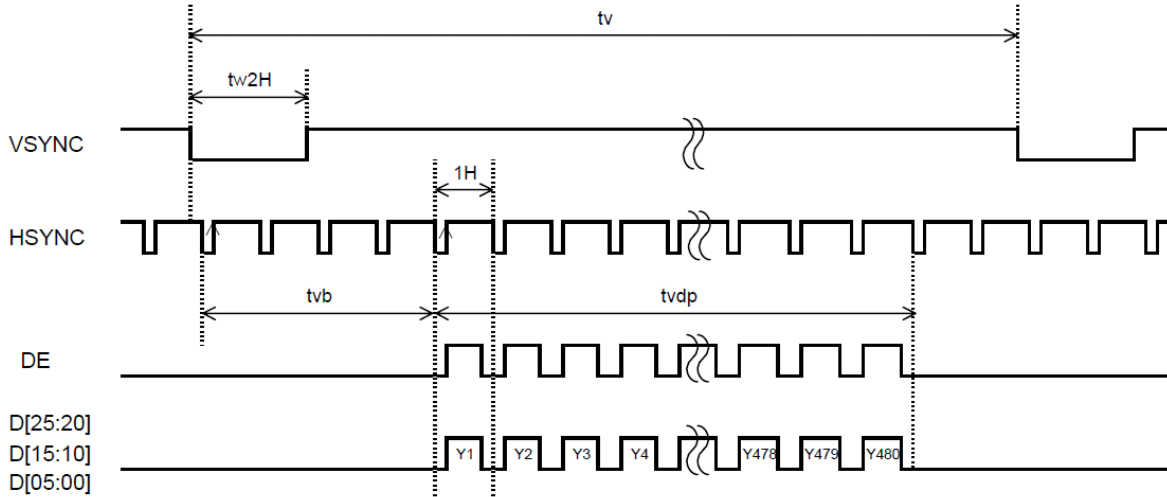 tv
tw2H
VSYNC
1H
HSYNC
tvb
tvdp
DE
D[25:20]
D[15:10]
D[05:00]
Y1 Y2 Y3 Y4 Y478 Y479 Y480